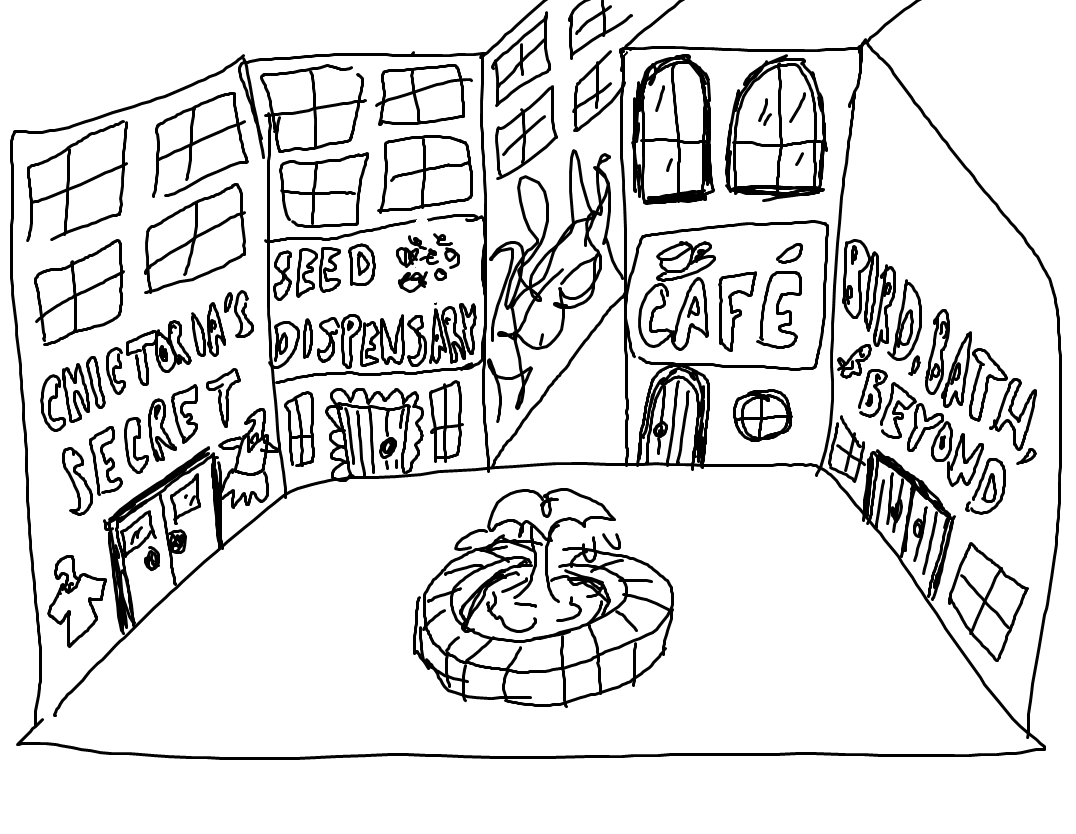 CHICTORIA'S
SECRET
SEED
DISPENSARY
CAFÉ
BIRD, BATH,
BEYOND